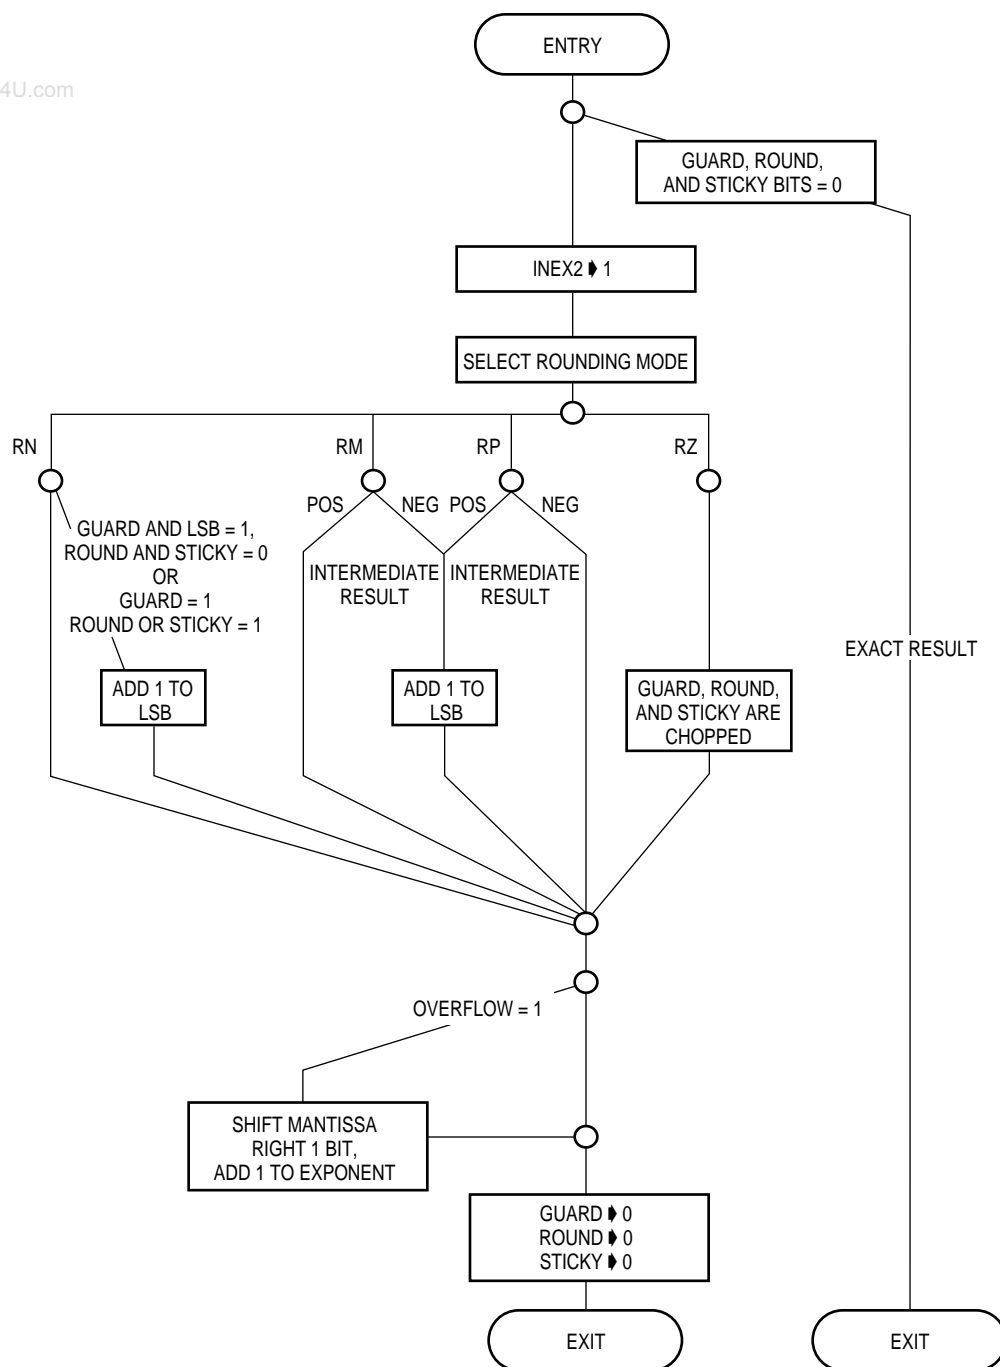 ENTRY
4U.com
GUARD, ROUND,
AND STICKY BITS = 0
INEX2 ➧ 1
SELECT ROUNDING MODE
RN
RM
RP
RZ
POS
NEG
POS
NEG
GUARD AND LSB = 1,
ROUND AND STICKY = 0
OR
GUARD = 1
ROUND OR STICKY = 1
INTERMEDIATE
RESULT
INTERMEDIATE
RESULT
EXACT RESULT
ADD 1 TO
LSB
ADD 1 TO
LSB
GUARD, ROUND,
AND STICKY ARE
CHOPPED
OVERFLOW = 1
SHIFT MANTISSA
RIGHT 1 BIT,
ADD 1 TO EXPONENT
GUARD ➧ 0
ROUND ➧ 0
STICKY ➧ 0
EXIT
EXIT